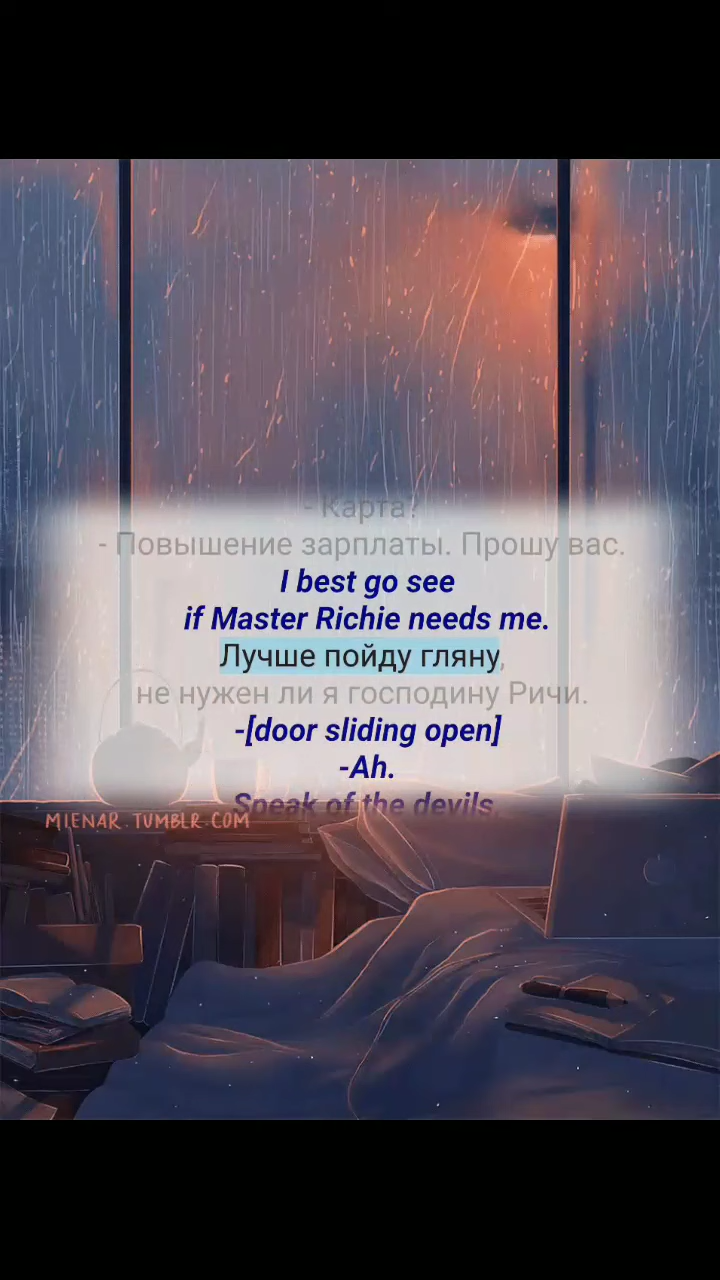 - Карта?
- Повышение зарплаты. Прошу вас.
I best go see
if Master Richie needs me.
Лучше пойду гляну,
не нужен ли я господину Ричи.
-[door sliding open]
-Ah.
Speak of the devils.
MIENAR.TUMBLR.COM